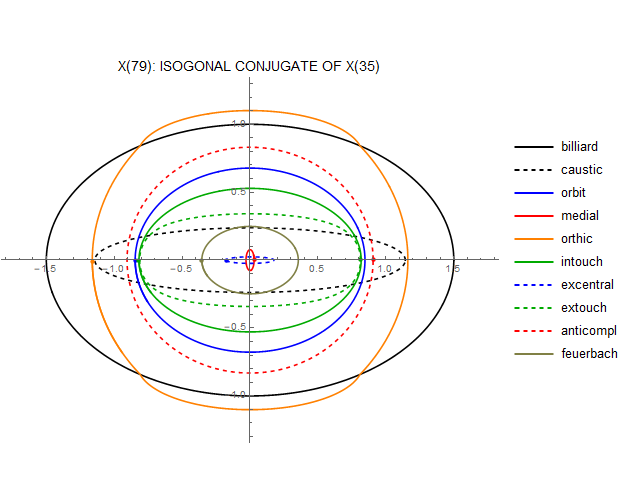 X(79): ISOGONAL CONJUGATE OF X(35)
1.0
0.5
-1.5
-1.0
-0.5
0.5
1.0
1.5
-0.5
-1.0
billiard
caustic
orbit
medial
orthic
intouch
excentral
extouch
anticompl
feuerbach